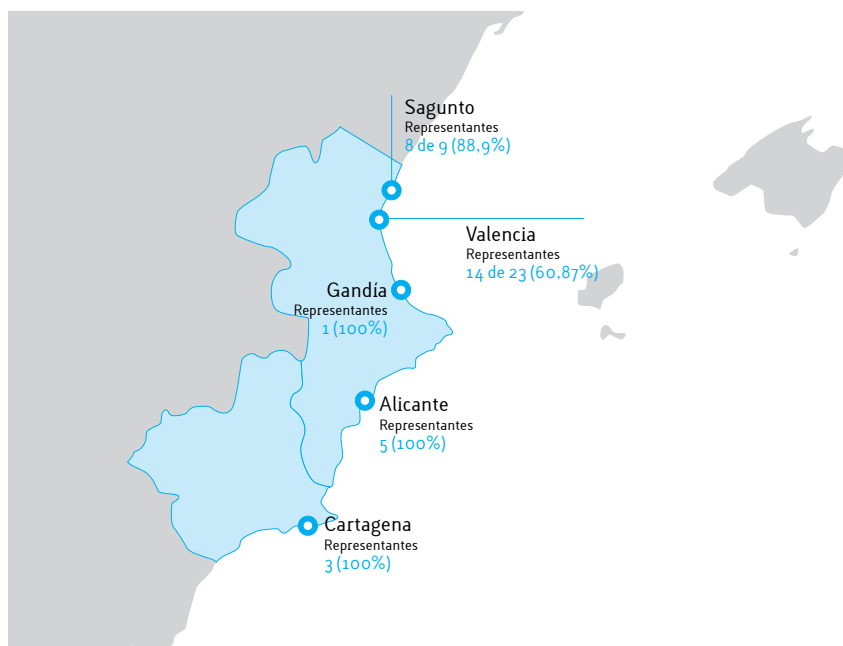 Sagunto
Representantes
8 de 9 (88,9%)
Valencia
Representantes
14 de 23 (60,87%)
Gandía
Representantes
1 (100%)
Alicante
Representantes
5 (100%)
Cartagena
Representantes
3 (100%)